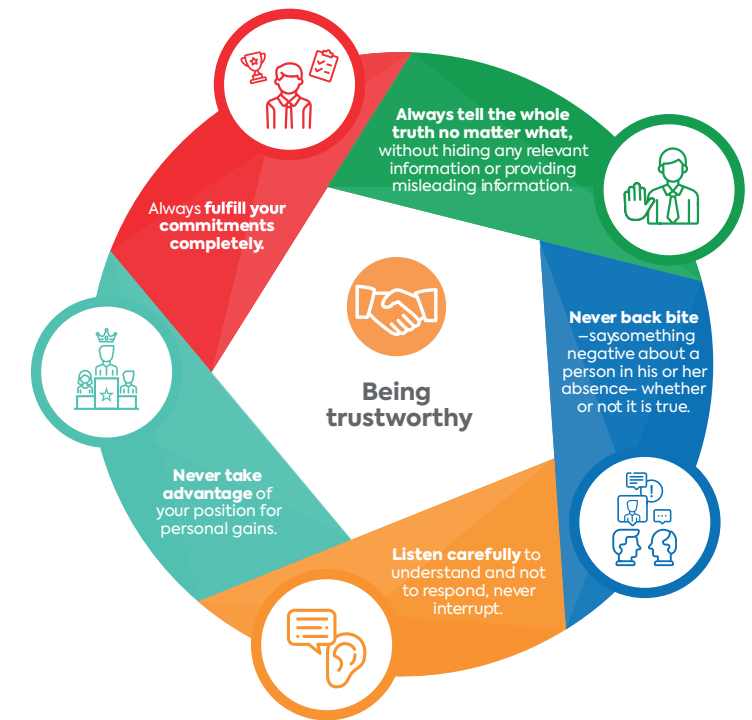 Being
trustworthy
Always tell the whole
truth no matter what,
without hiding any relevant
information or providing
misleading information.
Never back bite
–saysomething
negative about a
person in his or her
absence– whether
or not it is true.
Listen carefully to
understand and not
to respond, never
interrupt.
Never take
advantage of
your position for
personal gains.
Always fulfill your
commitments
completely.